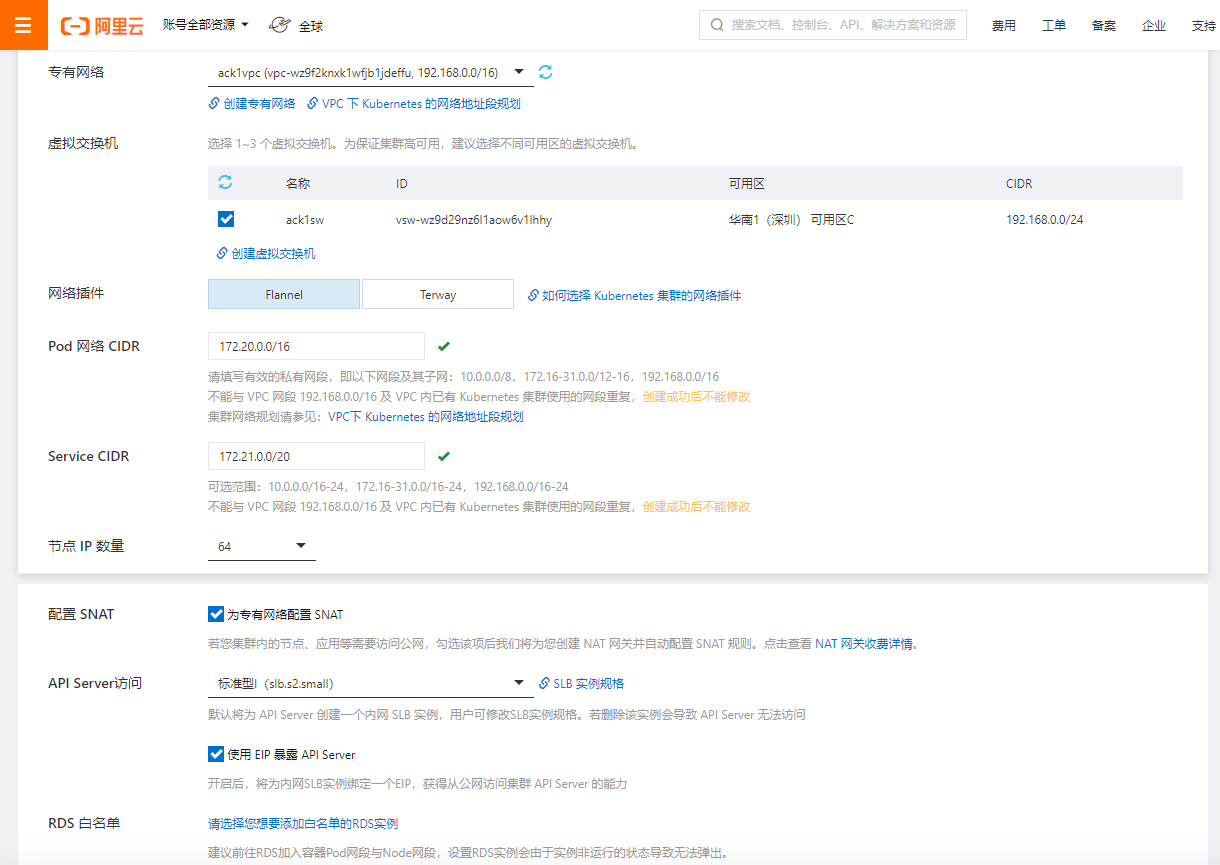 阿里云 账号全部资源 全球 搜索文档、控制台、API、解决方案和资源 费用 工单 备案 企业 支持
专有网络 ack1vpc (vpc-wz9f2knxk1wfjb1jdeffu, 192.168.0.0/16)
创建专有网络 VPC 下 Kubernetes 的网络地址段规划
虚拟交换机 选择 1~3 个虚拟交换机。为保证集群高可用，建议选择不同可用区的虚拟交换机。
名称 ID 可用区 CIDR
ack1sw vsw-wz9d29nz6l1aow6v1lhhy 华南1（深圳） 可用区C 192.168.0.0/24
创建虚拟交换机
网络插件 Flannel Terway 如何选择 Kubernetes 集群的网络插件
Pod 网络 CIDR 172.20.0.0/16
请填写有效的私有网段，即以下网段及其子网：10.0.0.0/8，172.16-31.0.0/12-16，192.168.0.0/16
不能与 VPC 网段 192.168.0.0/16 及 VPC 内已有 Kubernetes 集群使用的网段重复，创建成功后不能修改
集群网络规划请参见：VPC下 Kubernetes 的网络地址段规划
Service CIDR 172.21.0.0/20
可选范围：10.0.0.0/16-24，172.16-31.0.0/16-24，192.168.0.0/16-24
不能与 VPC 网段 192.168.0.0/16 及 VPC 内已有 Kubernetes 集群使用的网段重复，创建成功后不能修改
节点 IP 数量 64
配置 SNAT 为专有网络配置 SNAT
若您集群内的节点、应用等需要访问公网，勾选该项后我们将为您创建 NAT 网关并自动配置 SNAT 规则。点击查看 NAT 网关收费详情。
API Server访问 标准型I（slb.s2.small） SLB 实例规格
默认将为 API Server 创建一个内网 SLB 实例，用户可修改SLB实例规格。若删除该实例会导致 API Server 无法访问
使用 EIP 暴露 API Server
开启后，将为内网SLB实例绑定一个EIP，获得从公网访问集群 API Server 的能力
RDS 白名单 请选择您想要添加白名单的RDS实例
建议前往RDS加入容器Pod网段与Node网段，设置RDS实例会由于实例非运行的状态导致无法弹出。